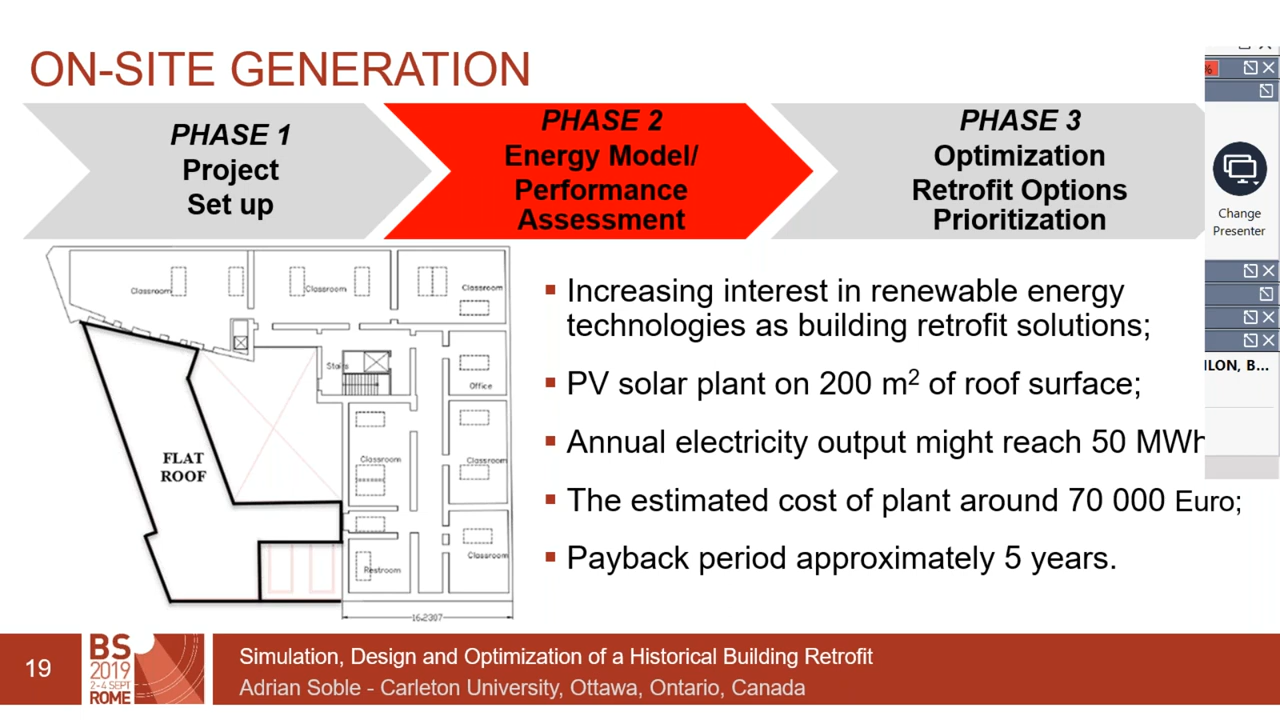 ON-SITE GENERATION
PHASE 1
Project
Set up
PHASE 2
Energy Model/
Performance
Assessment
PHASE 3
Optimization
Retrofit Options
Prioritization
%
Change
Presenter
ILON, B...
Classroom
Classroom
Classroom
Stairs
Office
FLAT
ROOF
Classroom
Classroom
Classroom
Restroom
16.2307
▪ Increasing interest in renewable energy
technologies as building retrofit solutions;
▪ PV solar plant on 200 m² of roof surface;
▪ Annual electricity output might reach 50 MWh
▪ The estimated cost of plant around 70 000 Euro;
▪ Payback period approximately 5 years.
19
BS
2019
2-4 SEPT
ROME
Simulation, Design and Optimization of a Historical Building Retrofit
Adrian Soble - Carleton University, Ottawa, Ontario, Canada